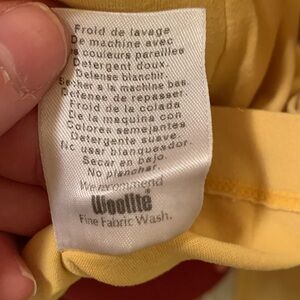 Froid de lavage
De machine avec
es couleurs pareilles
Detergent doux.
Defense blanchir.
Secher a la machine bas
Defense de repasser
Froid de la colada
De la maquina con
Colores semejantes
Detergente suave.
No usar blanqueador.
Secar en bajo.
No planchar.
We recommend
Woolite
Fine Fabric Wash.